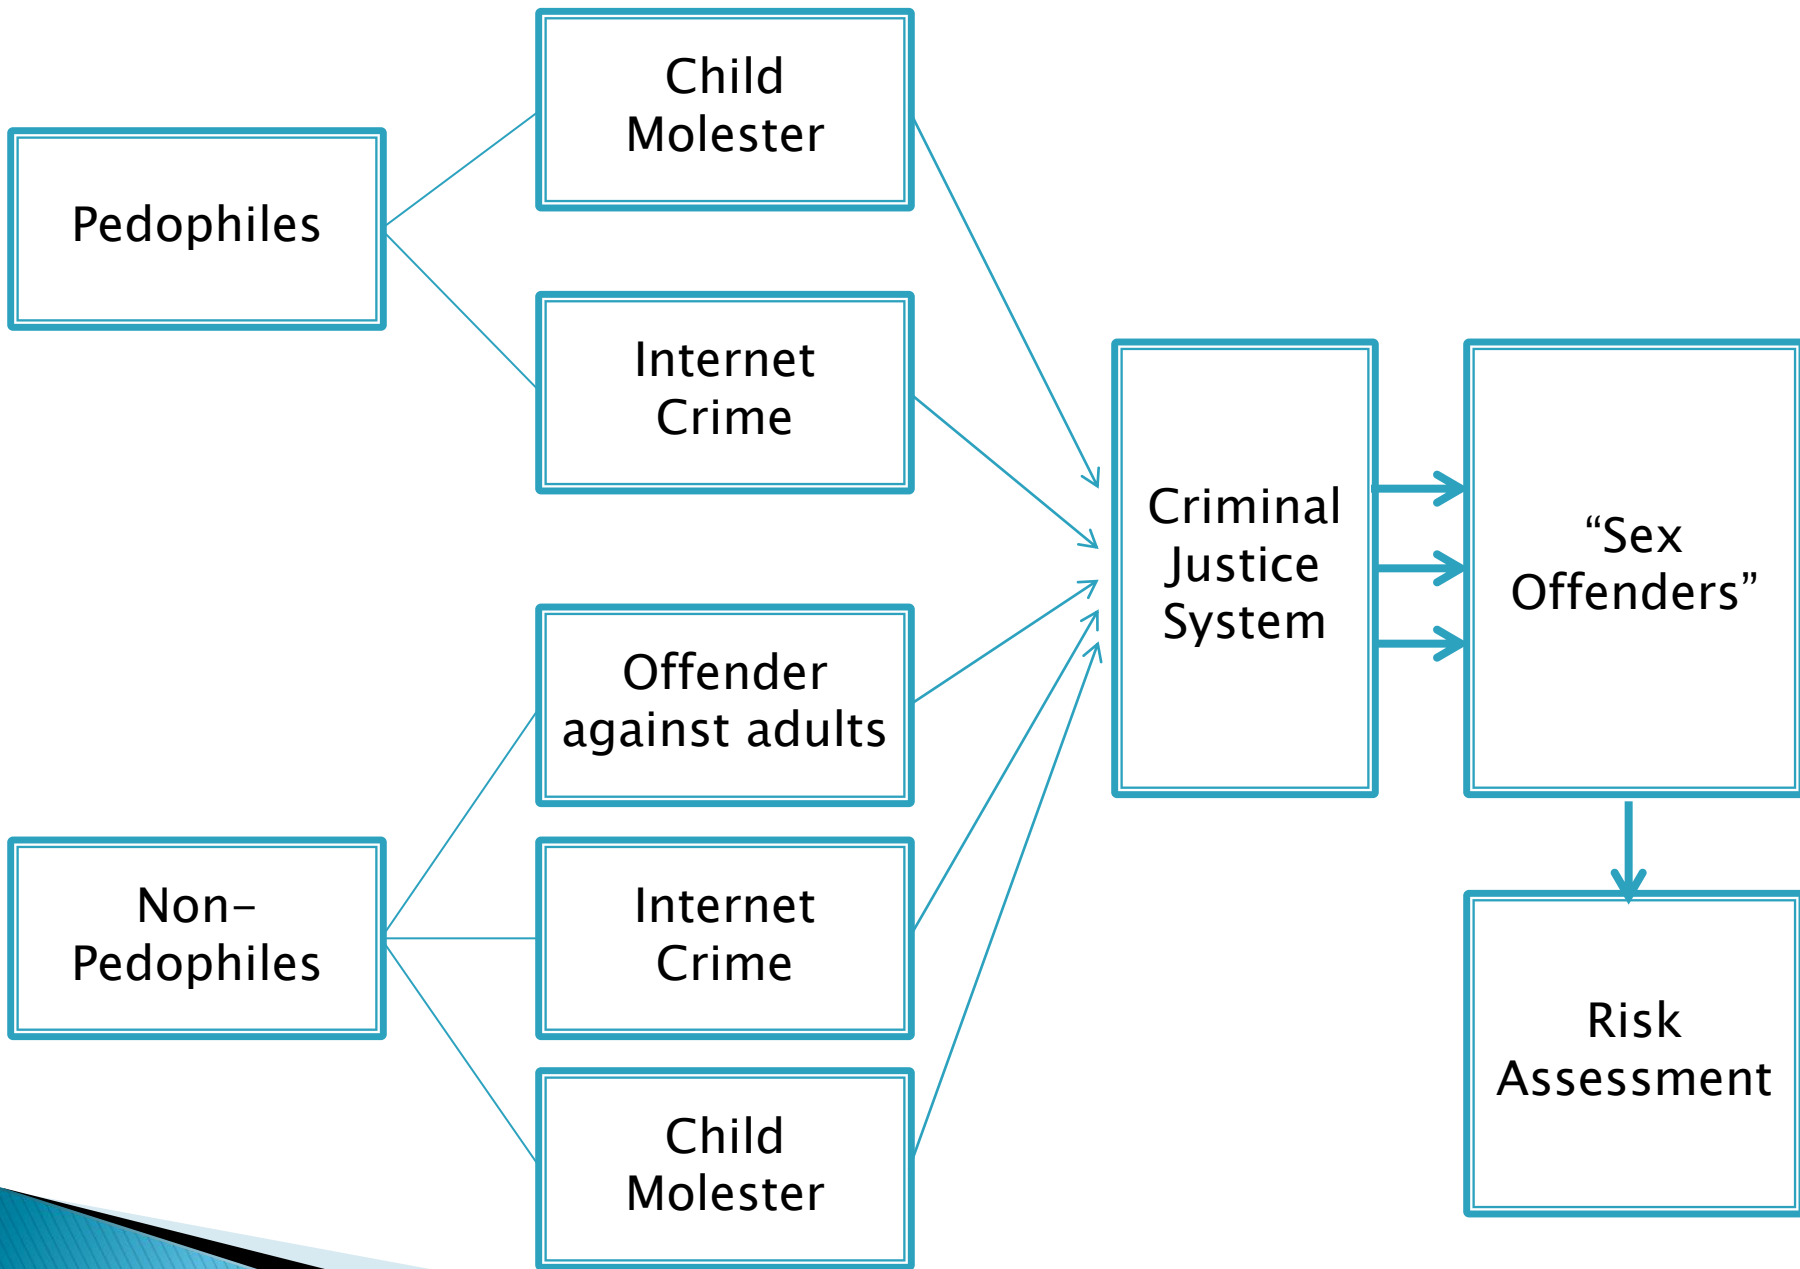 Child
Molester
Pedophiles
Internet
Crime
Criminal
Justice
System
“Sex
Offenders”
Offender
against adults
Non–
Pedophiles
Internet
Crime
Risk
Assessment
Child
Molester